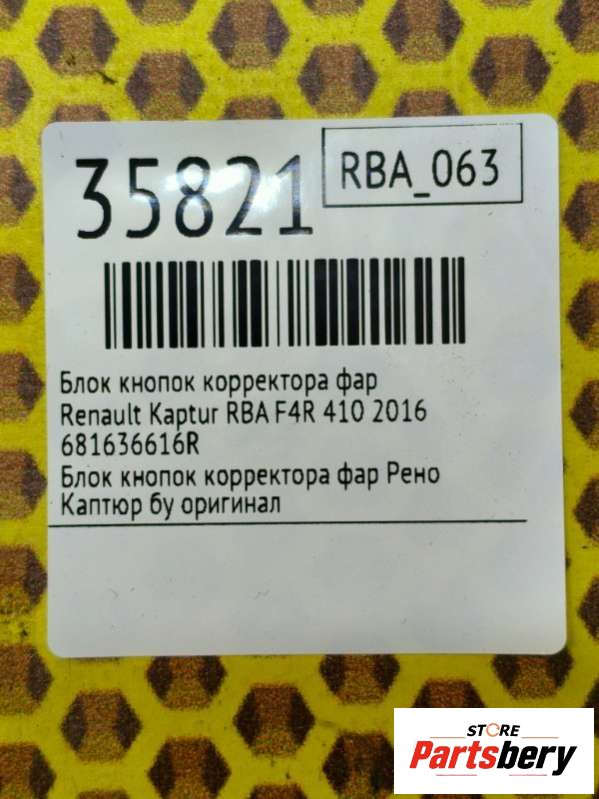 35821
RBA_063
Блок кнопок корректора фар
Renault Kaptur RBA F4R 410 2016
681636616R
Блок кнопок корректора фар Рено
Каптюр бу оригинал
STORE
Partsbery